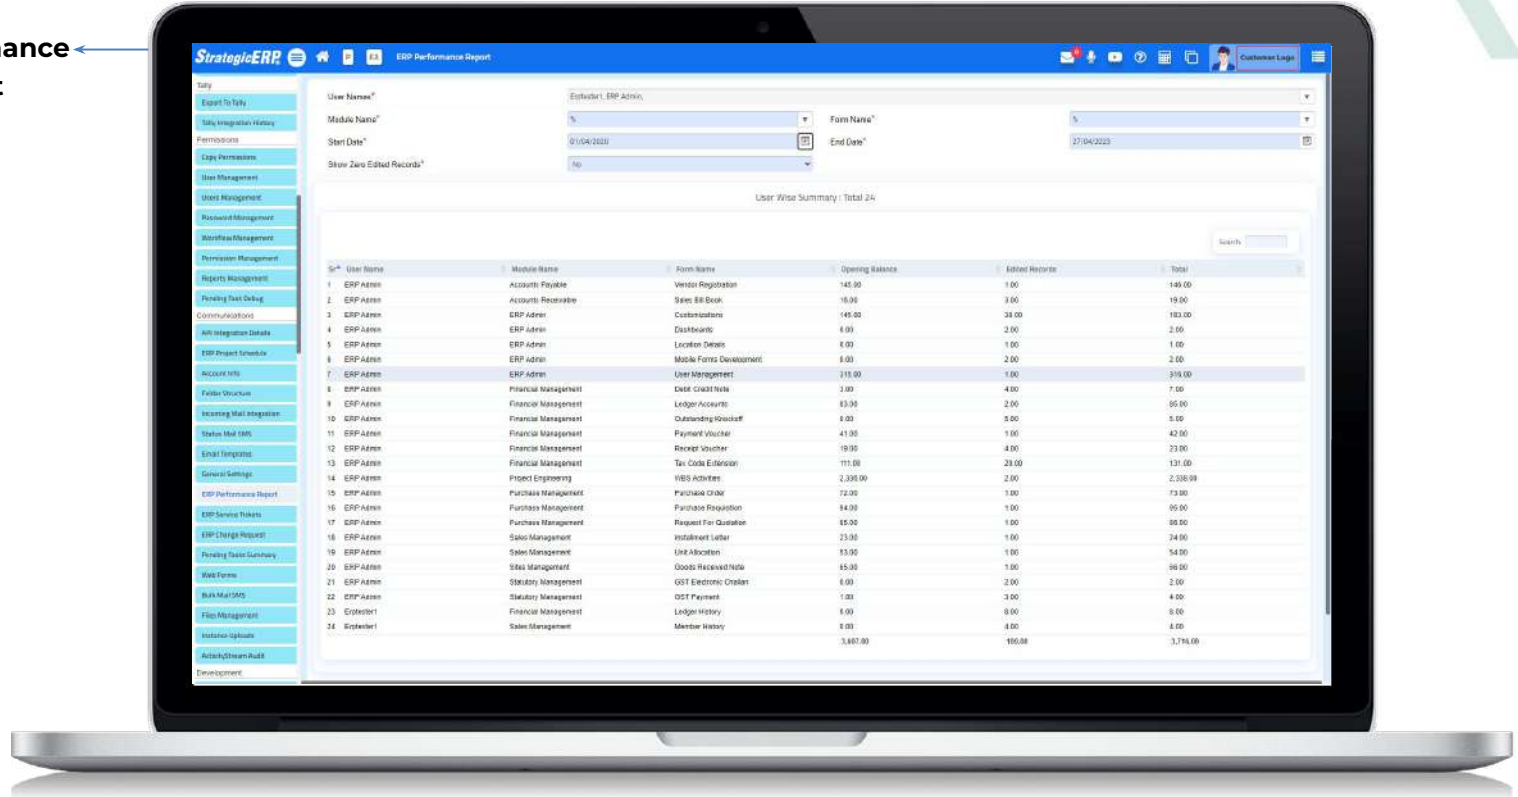 StrategicERP
ERP Performance Report
Customer Logo
Tally
Export To Tally
Tally Integration History
Permissions
Copy Permissions
User Management
Users Management
Password Management
Workflow Management
Permission Management
Reports Management
Pending Task Debug
Communications
API Integration Details
ERP Project Schedule
Account Info
Folder Structure
Incoming Mail Integration
Status Mail SMS
Email Templates
General Settings
ERP Performance Report
ERP Service Tickets
ERP Change Request
Pending Tasks Summary
Web Forms
Bulk Mail SMS
Files Management
Instance Uploads
ActivityStream Audit
Development
User Names* Erptester1, ERP Admin,
Module Name* % Form Name* %
Start Date* 01/04/2020 End Date* 27/04/2023
Show Zero Edited Records* No
User Wise Summary : Total 24
Search
Sr User Name Module Name Form Name Opening Balance Edited Records Total
1 ERP Admin Accounts Payable Vendor Registration 145.00 1.00 146.00
2 ERP Admin Accounts Receivable Sales Bill Book 16.00 3.00 19.00
3 ERP Admin ERP Admin Customizations 145.00 38.00 183.00
4 ERP Admin ERP Admin Dashboards 0.00 2.00 2.00
5 ERP Admin ERP Admin Location Details 0.00 1.00 1.00
6 ERP Admin ERP Admin Mobile Forms Development 0.00 2.00 2.00
7 ERP Admin ERP Admin User Management 315.00 1.00 316.00
8 ERP Admin Financial Management Debit Credit Note 3.00 4.00 7.00
9 ERP Admin Financial Management Ledger Accounts 83.00 2.00 85.00
10 ERP Admin Financial Management Outstanding Knockoff 0.00 5.00 5.00
11 ERP Admin Financial Management Payment Voucher 41.00 1.00 42.00
12 ERP Admin Financial Management Receipt Voucher 19.00 4.00 23.00
13 ERP Admin Financial Management Tax Code Extension 111.00 20.00 131.00
14 ERP Admin Project Engineering WBS Activities 2,336.00 2.00 2,338.00
15 ERP Admin Purchase Management Purchase Order 72.00 1.00 73.00
16 ERP Admin Purchase Management Purchase Requisition 94.00 1.00 95.00
17 ERP Admin Purchase Management Request For Quotation 85.00 1.00 86.00
18 ERP Admin Sales Management Installment Letter 23.00 1.00 24.00
19 ERP Admin Sales Management Unit Allocation 53.00 1.00 54.00
20 ERP Admin Sites Management Goods Received Note 65.00 1.00 66.00
21 ERP Admin Statutory Management GST Electronic Challan 0.00 2.00 2.00
22 ERP Admin Statutory Management GST Payment 1.00 3.00 4.00
23 Erptester1 Financial Management Ledger History 0.00 8.00 8.00
24 Erptester1 Sales Management Member History 0.00 4.00 4.00
3,607.00 109.00 3,716.00